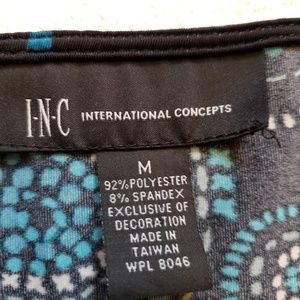 I·N·C INTERNATIONAL CONCEPTS
M
92% POLYESTER
8% SPANDEX
EXCLUSIVE OF
DECORATION
MADE IN
TAIWAN
WPL 8046